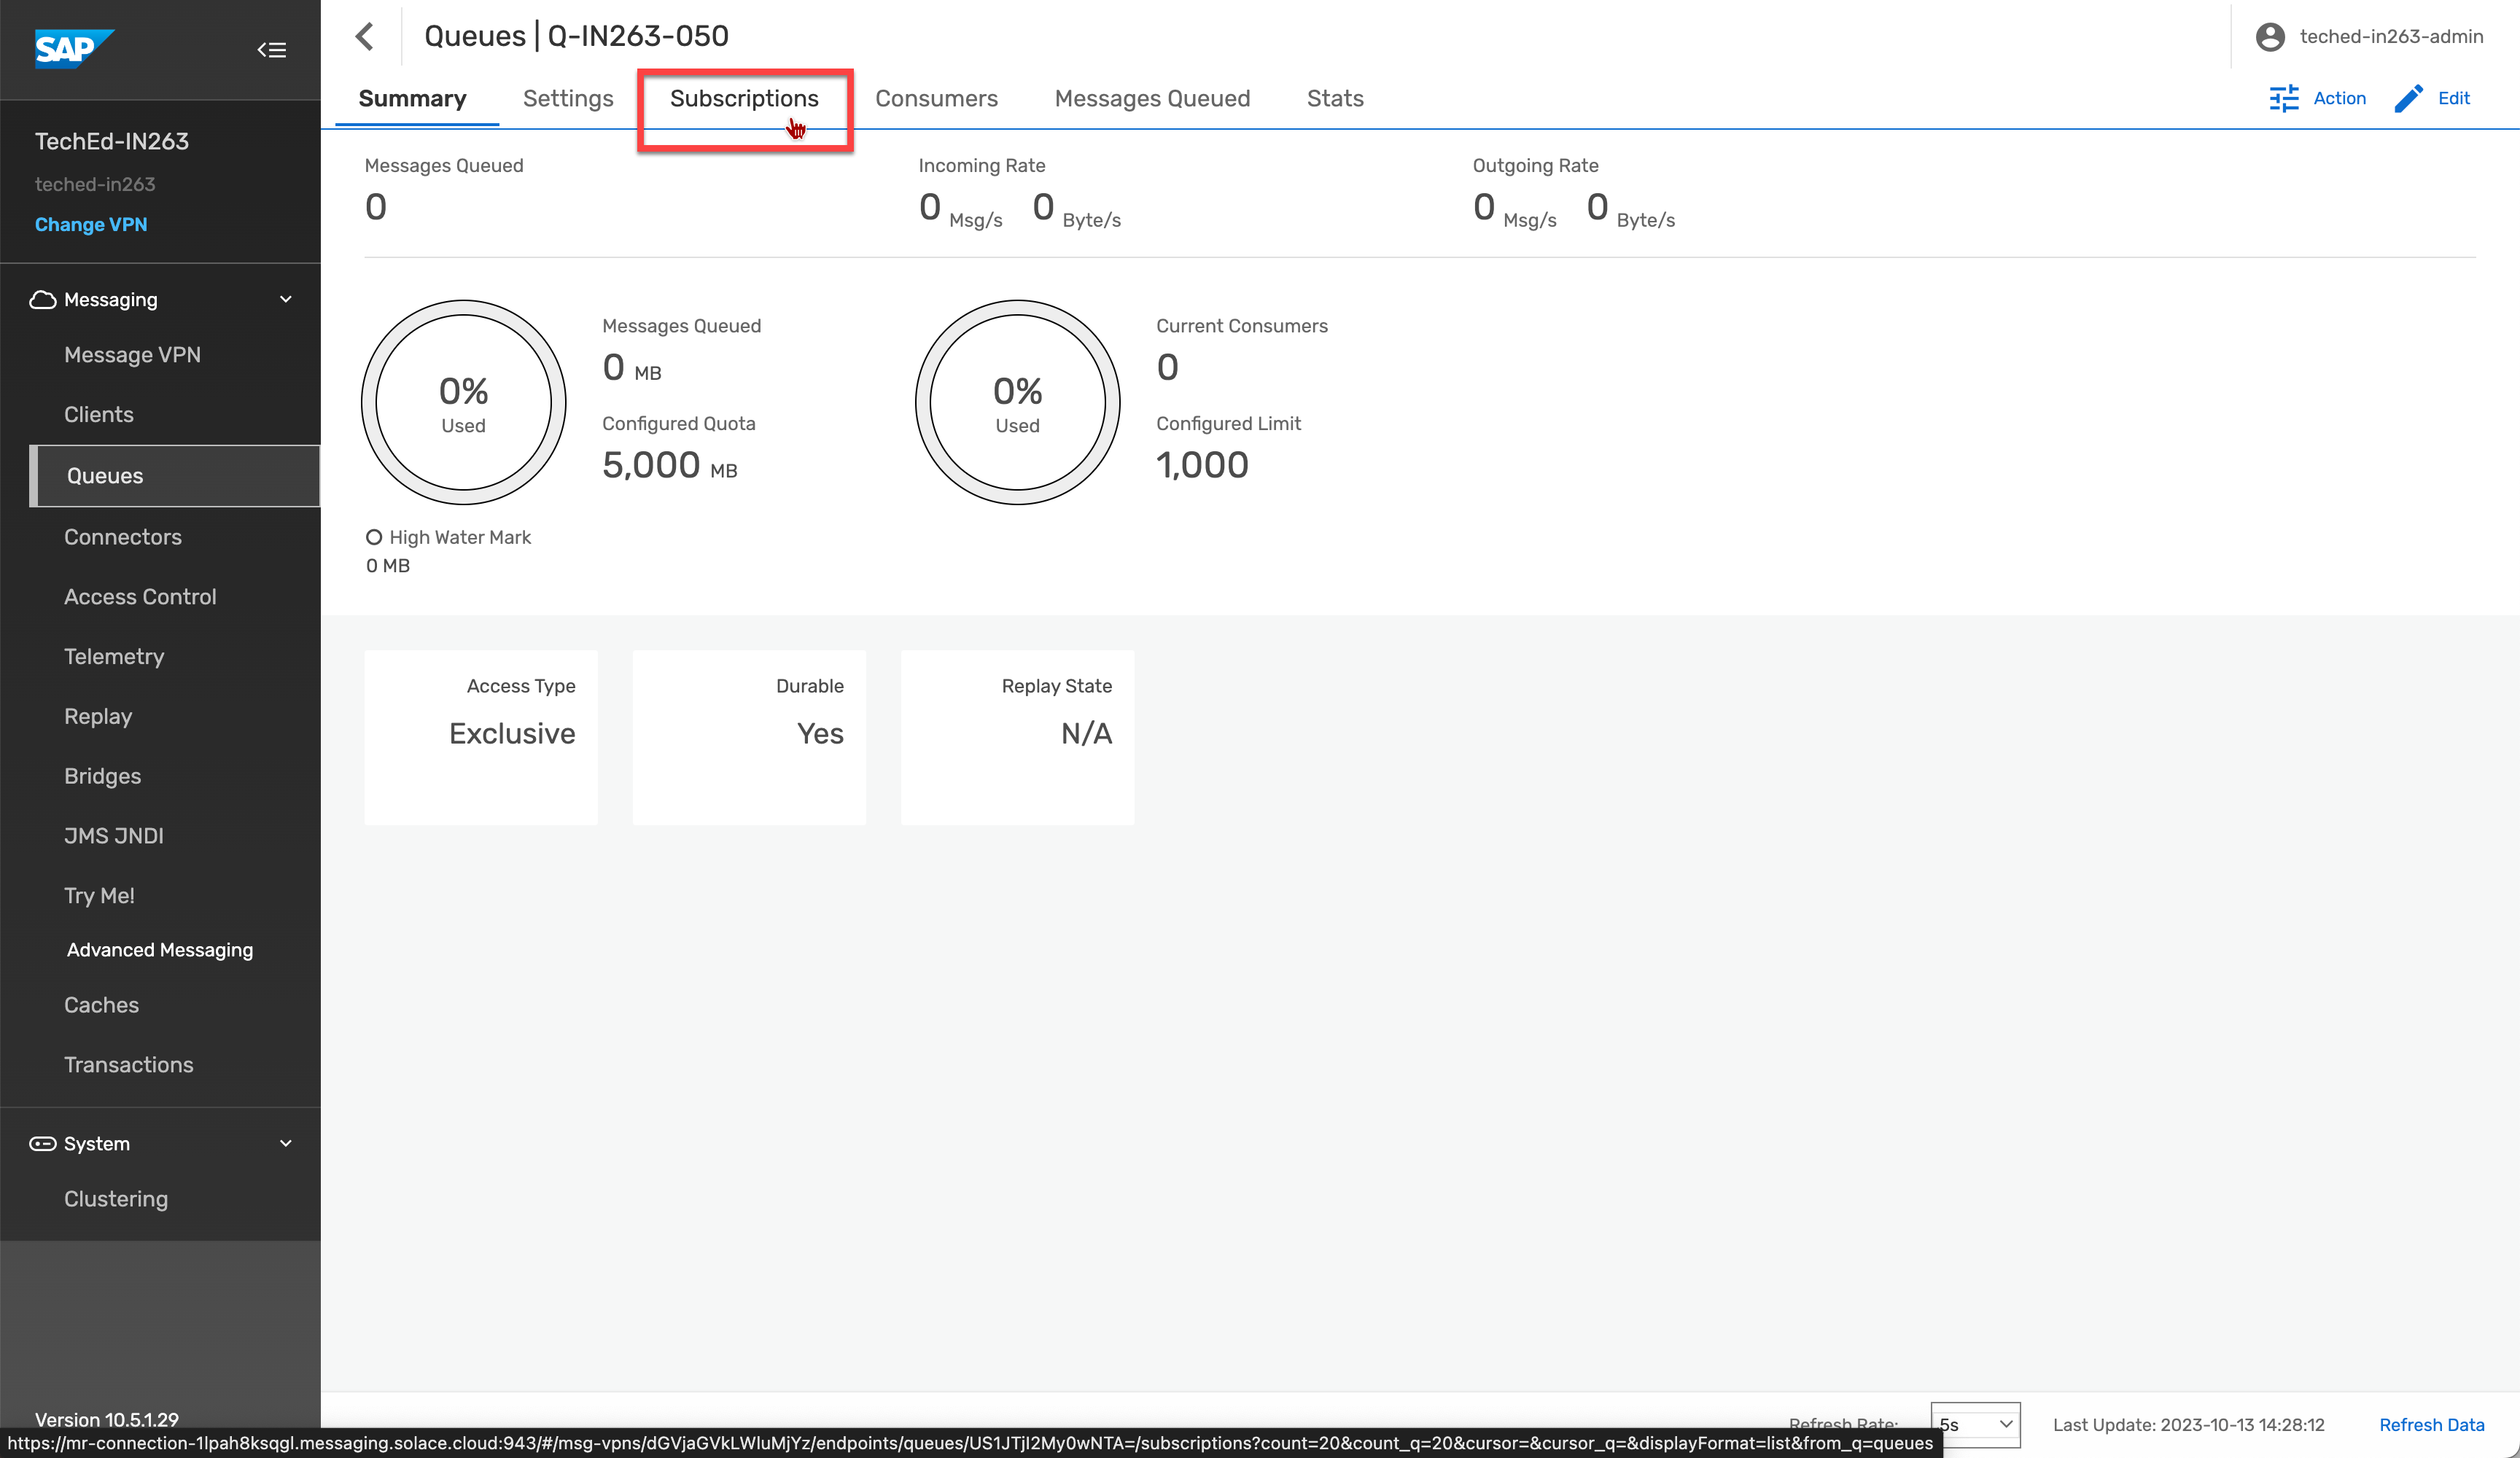 SAP
TechEd-IN263
teched-in263
Change VPN
Messaging
Message VPN
Clients
Queues
Connectors
Access Control
Telemetry
Replay
Bridges
JMS JNDI
Try Me!
Advanced Messaging
Caches
Transactions
System
Clustering
Version 10.5.1.29
Queues | Q-IN263-050
teched-in263-admin
Summary Settings Subscriptions Consumers Messages Queued Stats
Action Edit
Messages Queued
0
Incoming Rate
0 Msg/s 0 Byte/s
Outgoing Rate
0 Msg/s 0 Byte/s
0%
Used
Messages Queued
0 MB
Configured Quota
5,000 MB
High Water Mark
0 MB
0%
Used
Current Consumers
0
Configured Limit
1,000
Access Type
Exclusive
Durable
Yes
Replay State
N/A
Refresh Rate: 5s Last Update: 2023-10-13 14:28:12 Refresh Data
https://mr-connection-1lpah8ksqgl.messaging.solace.cloud:943/#/msg-vpns/dGVjaGVkLWluMjYz/endpoints/queues/US1JTjI2My0wNTA=/subscriptions?count=20&count_q=20&cursor=&cursor_q=&displayFormat=list&from_q=queues